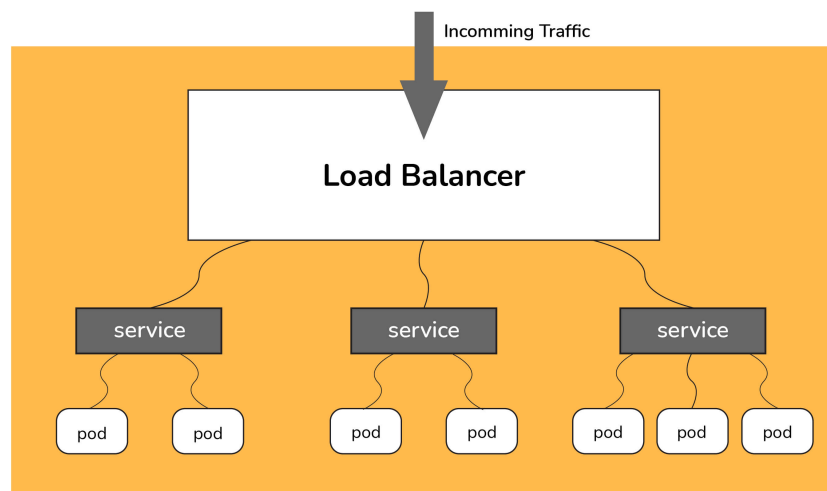 Incomming Traffic
Load Balancer
service
service
service
pod
pod
pod
pod
pod
pod
pod